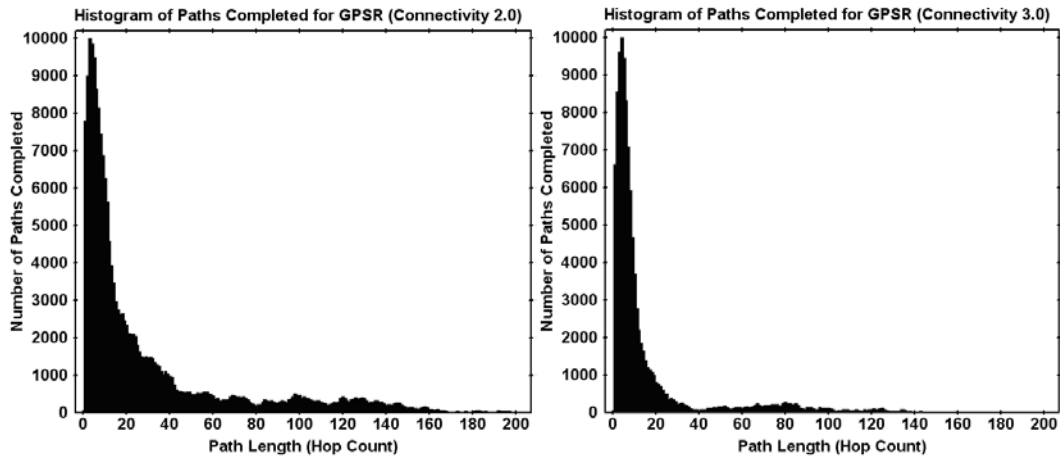 Histogram of Paths Completed for GPSR (Connectivity 2.0)
Number of Paths Completed
10000
9000
8000
7000
6000
5000
4000
3000
2000
1000
0
0 20 40 60 80 100 120 140 160 180 200
Path Length (Hop Count)
Histogram of Paths Completed for GPSR (Connectivity 3.0)
Number of Paths Completed
10000
9000
8000
7000
6000
5000
4000
3000
2000
1000
0
0 20 40 60 80 100 120 140 160 180 200
Path Length (Hop Count)